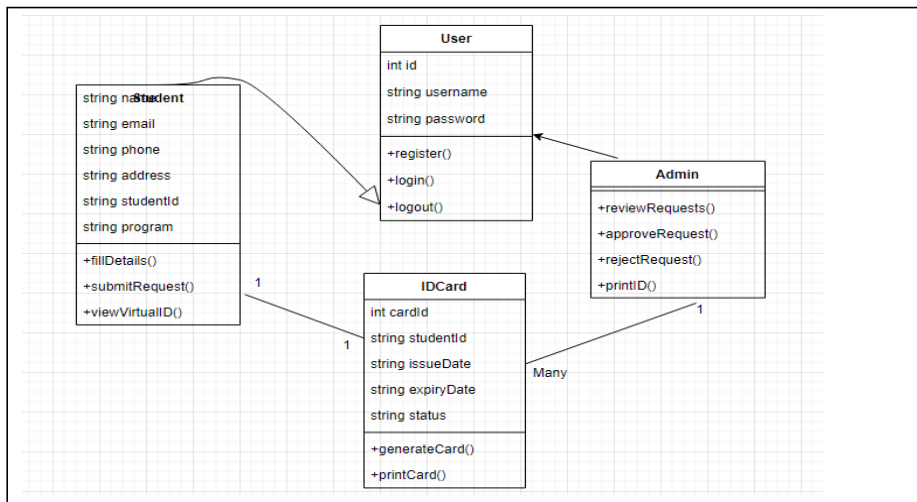 User
int id
string username
string password
+register()
+login()
+logout()
Student
string name
string email
string phone
string address
string studentId
string program
+fillDetails()
+submitRequest()
+viewVirtualID()
Admin
+reviewRequests()
+approveRequest()
+rejectRequest()
+printID()
IDCard
int cardId
string studentId
string issueDate
string expiryDate
string status
+generateCard()
+printCard()
1
1
1
Many